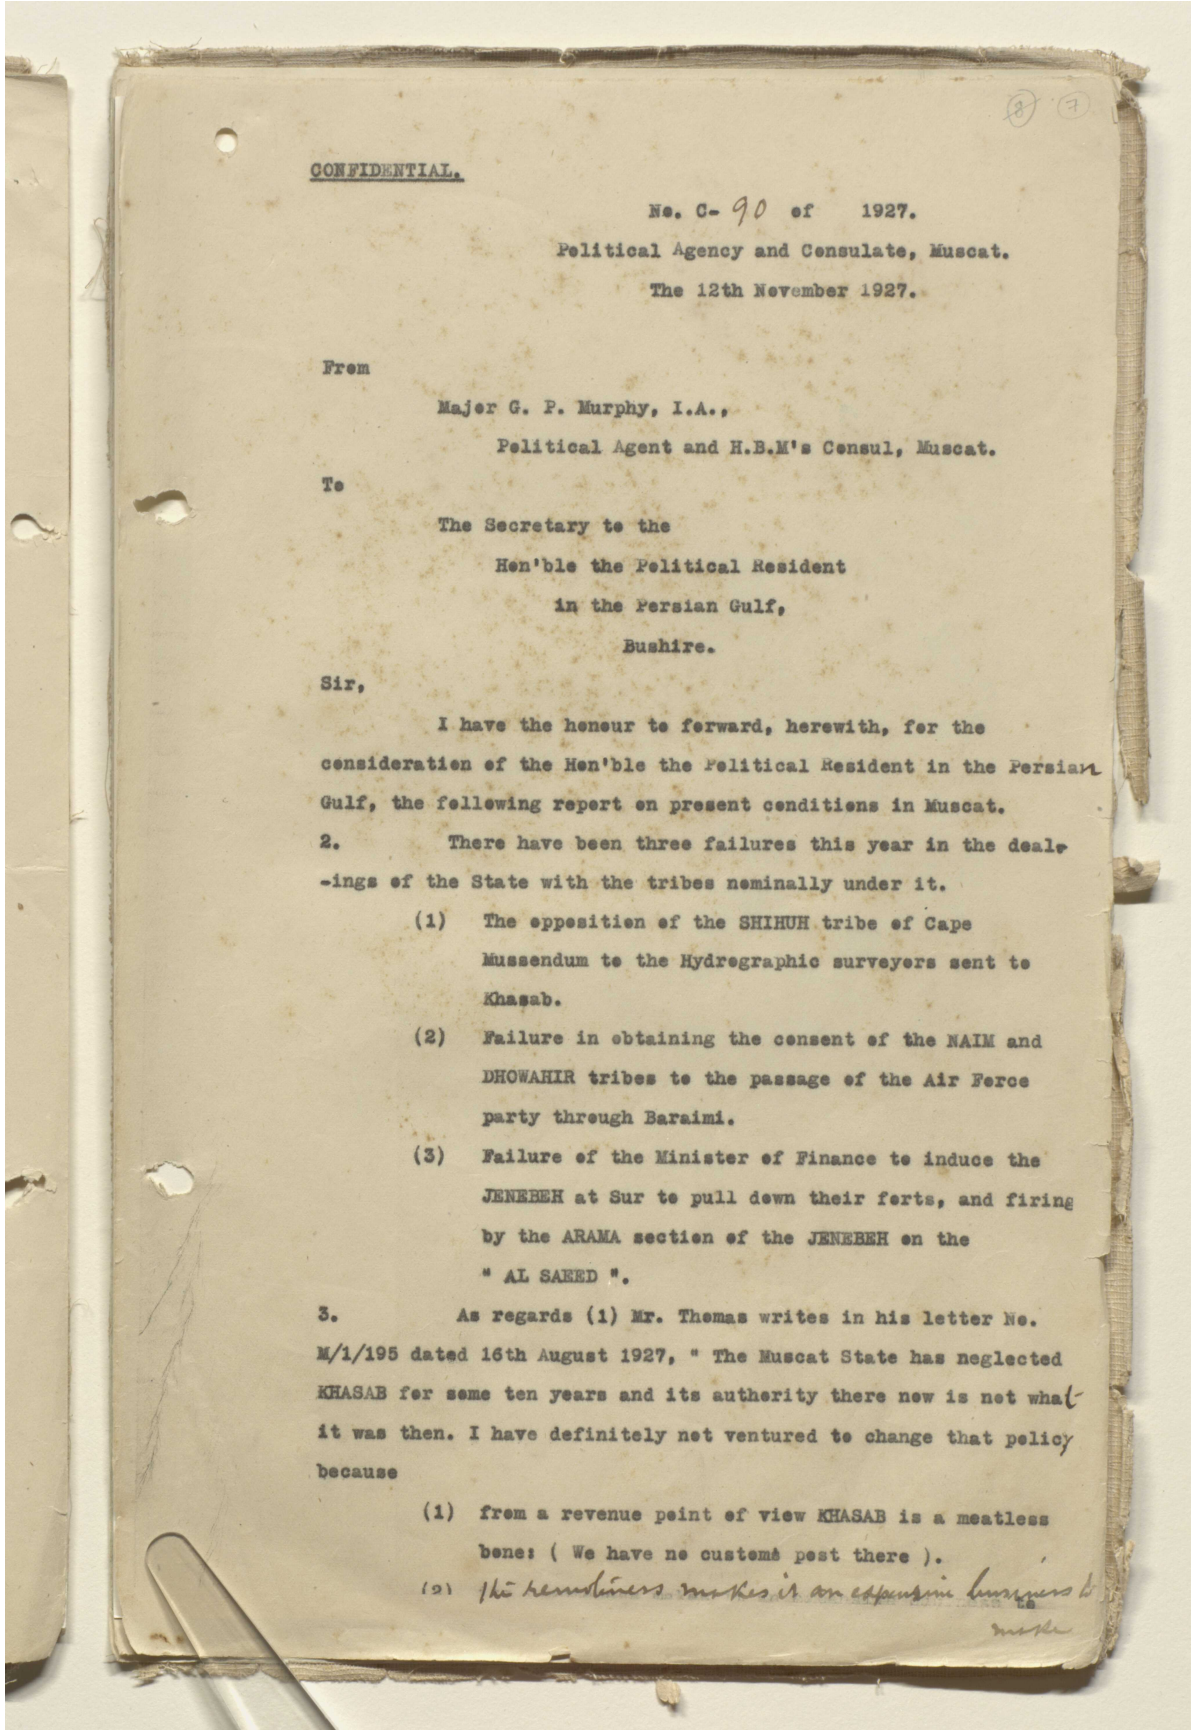 8 7
CONFIDENTIAL.
No. C- 90 of 1927.
Political Agency and Consulate, Muscat.
The 12th November 1927.
From
Major G. P. Murphy, I.A.,
Political Agent and H.B.M's Consul, Muscat.
To
The Secretary to the
Hon'ble the Political Resident
in the Persian Gulf,
Bushire.
Sir,
I have the honour to forward, herewith, for the
consideration of the Hon'ble the Political Resident in the Persian
Gulf, the following report on present conditions in Muscat.
2. There have been three failures this year in the deal-
-ings of the State with the tribes nominally under it.
(1) The opposition of the SHIHUH tribe of Cape
Mussendum to the Hydrographic surveyors sent to
Khasab.
(2) Failure in obtaining the consent of the NAIM and
DHOWAHIR tribes to the passage of the Air Force
party through Baraimi.
(3) Failure of the Minister of Finance to induce the
JENEBEH at Sur to pull down their forts, and firing
by the ARAMA section of the JENEBEH on the
" AL SAEED ".
3. As regards (1) Mr. Thomas writes in his letter No.
M/1/195 dated 16th August 1927, " The Muscat State has neglected
KHASAB for some ten years and its authority there now is not what
it was then. I have definitely not ventured to change that policy
because
(1) from a revenue point of view KHASAB is a meatless
bone: ( We have no customs post there ).
(2) the remoteness makes it an expensive business to
make